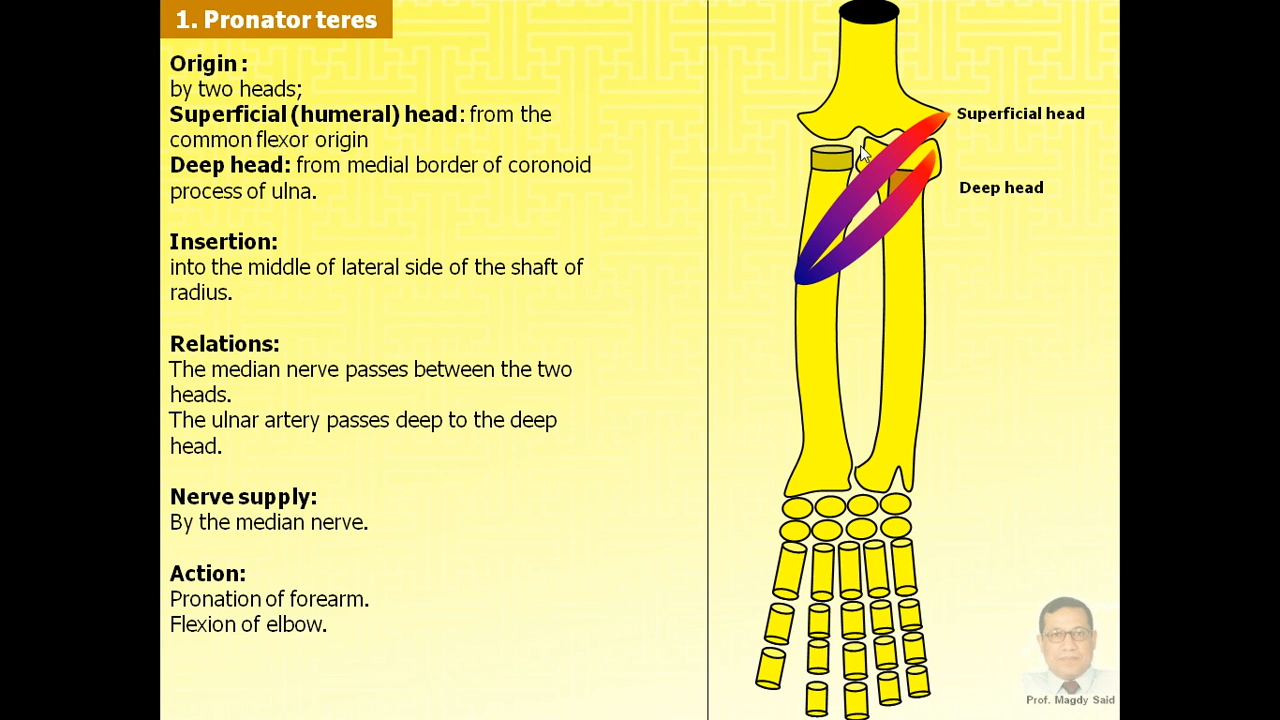 1. Pronator teres
Origin :
by two heads;
Superficial (humeral) head: from the
common flexor origin
Deep head: from medial border of coronoid
process of ulna.
Insertion:
into the middle of lateral side of the shaft of
radius.
Relations:
The median nerve passes between the two
heads.
The ulnar artery passes deep to the deep
head.
Nerve supply:
By the median nerve.
Action:
Pronation of forearm.
Flexion of elbow.
Superficial head
Deep head
Prof. Magdy Said